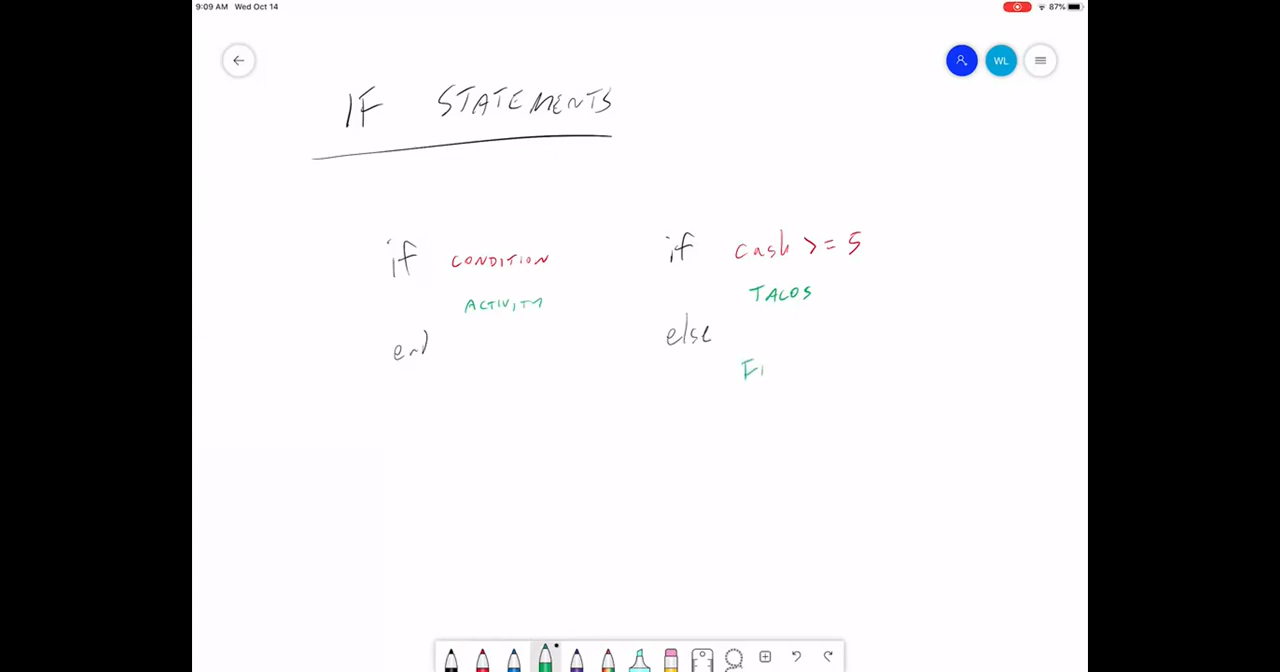 9:09 AM Wed Oct 14
87%
WL
IF STATEMENTS
if CONDITION
ACTIVITY
end
if cash >= 5
TACOS
else